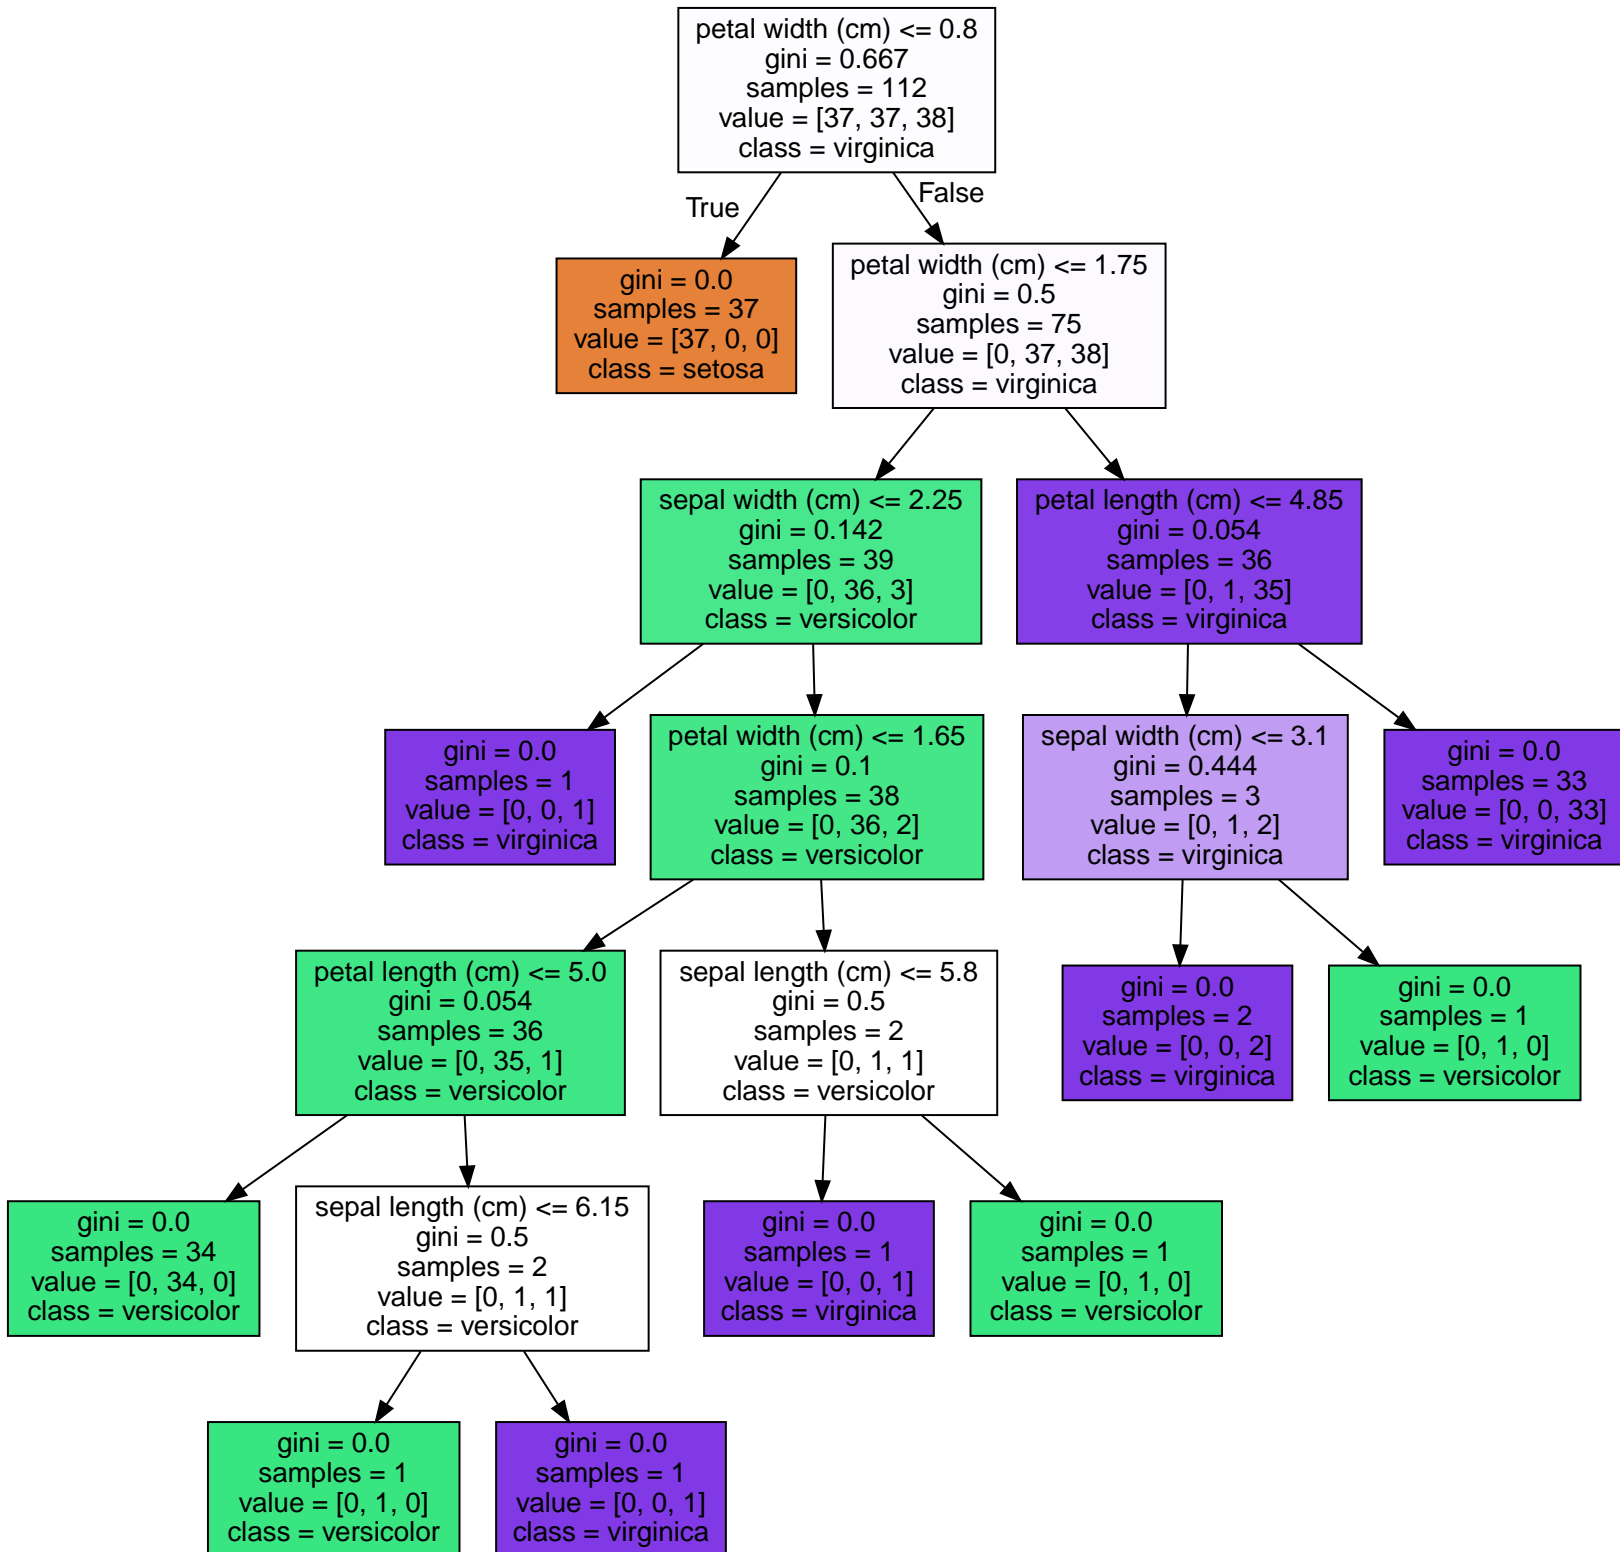 petal width (cm) <= 0.8
gini = 0.667
samples = 112
value = [37, 37, 38]
class = virginica
True
False
gini = 0.0
samples = 37
value = [37, 0, 0]
class = setosa
petal width (cm) <= 1.75
gini = 0.5
samples = 75
value = [0, 37, 38]
class = virginica
sepal width (cm) <= 2.25
gini = 0.142
samples = 39
value = [0, 36, 3]
class = versicolor
petal length (cm) <= 4.85
gini = 0.054
samples = 36
value = [0, 1, 35]
class = virginica
gini = 0.0
samples = 1
value = [0, 0, 1]
class = virginica
petal width (cm) <= 1.65
gini = 0.1
samples = 38
value = [0, 36, 2]
class = versicolor
sepal width (cm) <= 3.1
gini = 0.444
samples = 3
value = [0, 1, 2]
class = virginica
gini = 0.0
samples = 33
value = [0, 0, 33]
class = virginica
petal length (cm) <= 5.0
gini = 0.054
samples = 36
value = [0, 35, 1]
class = versicolor
sepal length (cm) <= 5.8
gini = 0.5
samples = 2
value = [0, 1, 1]
class = versicolor
gini = 0.0
samples = 2
value = [0, 0, 2]
class = virginica
gini = 0.0
samples = 1
value = [0, 1, 0]
class = versicolor
gini = 0.0
samples = 34
value = [0, 34, 0]
class = versicolor
sepal length (cm) <= 6.15
gini = 0.5
samples = 2
value = [0, 1, 1]
class = versicolor
gini = 0.0
samples = 1
value = [0, 0, 1]
class = virginica
gini = 0.0
samples = 1
value = [0, 1, 0]
class = versicolor
gini = 0.0
samples = 1
value = [0, 1, 0]
class = versicolor
gini = 0.0
samples = 1
value = [0, 0, 1]
class = virginica